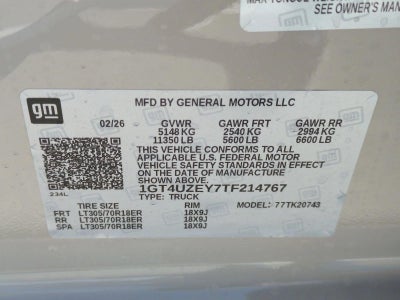 SEE OWNER'S MAN
gm
MFD BY GENERAL MOTORS LLC
02/26 GVWR GAWR FRT GAWR RR
5148 KG 2540 KG 2994 KG
11350 LB 5600 LB 6600 LB
THIS VEHICLE CONFORMS TO ALL
APPLICABLE U.S. FEDERAL MOTOR
VEHICLE SAFETY STANDARDS IN EFFECT
ON THE DATE OF MANUFACTURE
SHOWN ABOVE.
1GT4UZEY7TF214767
TYPE: TRUCK MODEL: 77TK20743
234L
TIRE SIZE RIM
FRT LT305/70R18ER 18X9J
RR LT305/70R18ER 18X9J
SPA LT305/70R18ER 18X9J